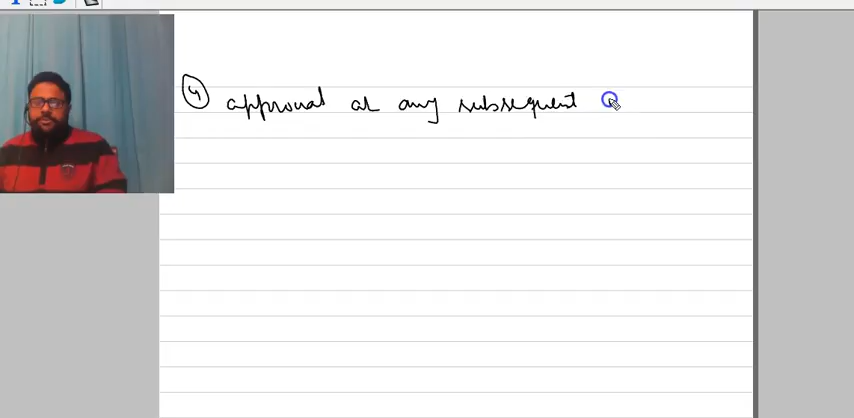 ④ approval at any subsequent